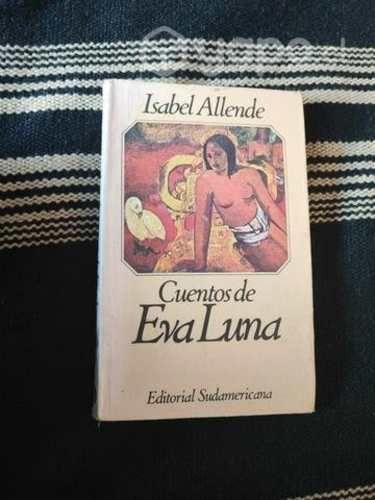 Isabel Allende
Cuentos de
Eva Luna
Editorial Sudamericana